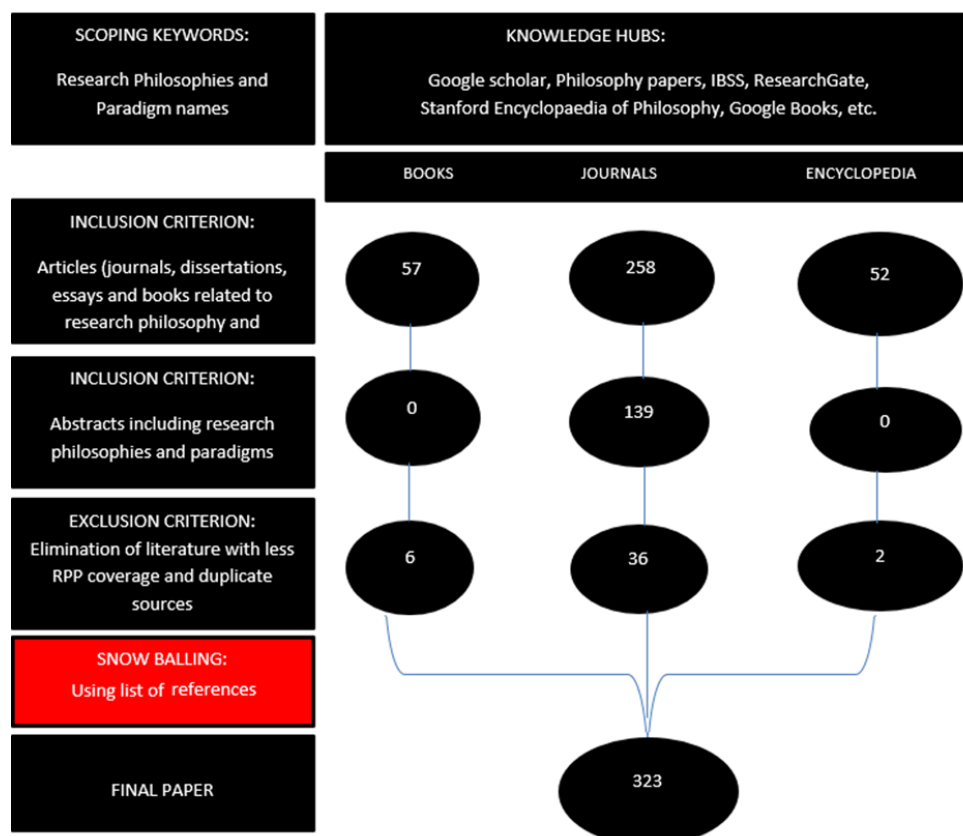 SCOPING KEYWORDS:
Research Philosophies and
Paradigm names
KNOWLEDGE HUBS:
Google scholar, Philosophy papers, IBSS, ResearchGate,
Stanford Encyclopaedia of Philosophy, Google Books, etc.
BOOKS
JOURNALS
ENCYCLOPEDIA
INCLUSION CRITERION:
Articles (journals, dissertations,
essays and books related to
research philosophy and
57
258
52
INCLUSION CRITERION:
Abstracts including research
philosophies and paradigms
0
139
0
EXCLUSION CRITERION:
Elimination of literature with less
RPP coverage and duplicate
sources
6
36
2
SNOW BALLING:
Using list of references
FINAL PAPER
323